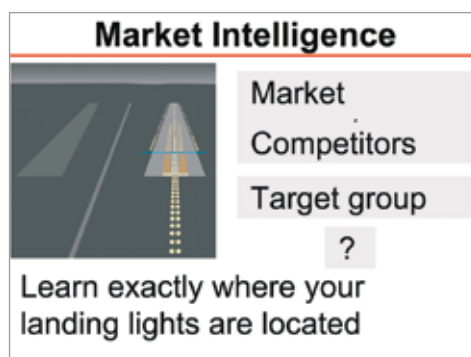 Market Intelligence
Market
Competitors
Target group
?
Learn exactly where your
landing lights are located